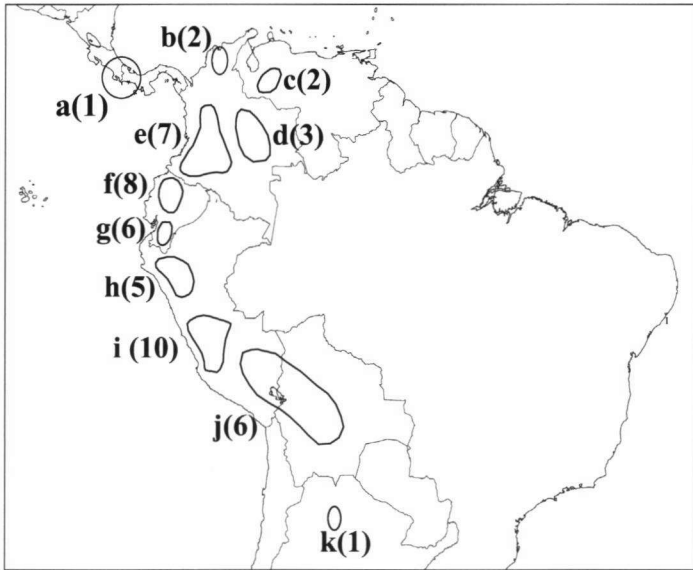 b(2)
c(2)
a(1)
e(7)
d(3)
f(8)
g(6)
h(5)
i (10)
j(6)
k(1)